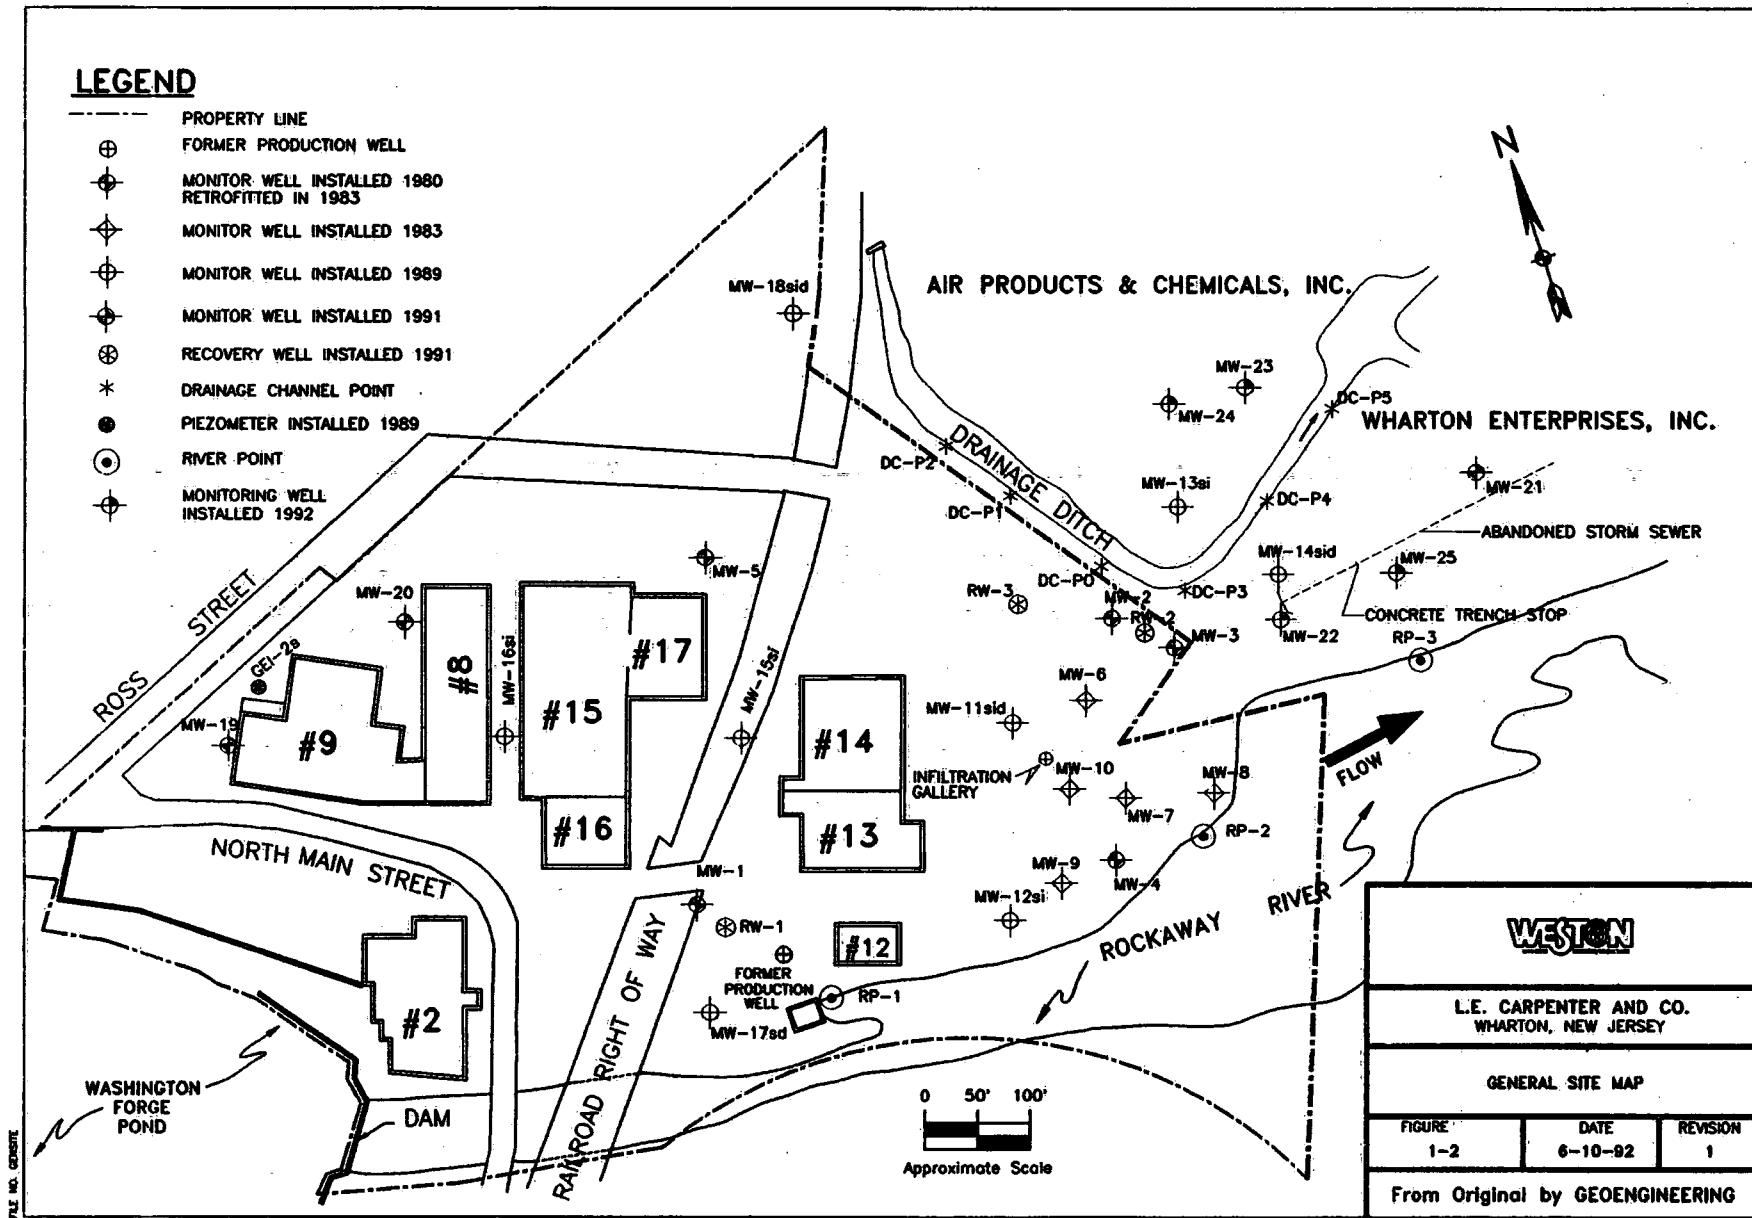 LEGEND
PROPERTY LINE
FORMER PRODUCTION WELL
MONITOR WELL INSTALLED 1980
RETROFITTED IN 1983
MONITOR WELL INSTALLED 1983
MONITOR WELL INSTALLED 1989
MONITOR WELL INSTALLED 1991
RECOVERY WELL INSTALLED 1991
DRAINAGE CHANNEL POINT
PIEZOMETER INSTALLED 1989
RIVER POINT
MONITORING WELL
INSTALLED 1992
N
MW-18sid
AIR PRODUCTS & CHEMICALS, INC.
MW-23
MW-24
DC-P5
WHARTON ENTERPRISES, INC.
DC-P2
DRAINAGE DITCH
MW-13si
DC-P4
MW-21
DC-P1
ABANDONED STORM SEWER
MW-14sid
MW-25
MW-5
DC-P0
DC-P3
RW-3
MW-2
RW-2
MW-3
MW-22
CONCRETE TRENCH STOP
RP-3
ROSS STREET
MW-20
GEI-2s
#8
MW-16si
#17
MW-15si
MW-6
MW-19
#9
#15
MW-11sid
#14
INFILTRATION
GALLERY
MW-10
MW-8
FLOW
MW-7
#16
#13
RP-2
NORTH MAIN STREET
MW-1
MW-9
MW-4
MW-12si
ROCKAWAY RIVER
RW-1
#12
FORMER
PRODUCTION
WELL
RP-1
#2
MW-17sd
RAILROAD RIGHT OF WAY
WASHINGTON
FORGE
POND
DAM
0 50' 100'
Approximate Scale
WESTON
L.E. CARPENTER AND CO.
WHARTON, NEW JERSEY
GENERAL SITE MAP
FIGURE
1-2
DATE
6-10-92
REVISION
1
From Original by GEOENGINEERING
FILE NO. GENSITE